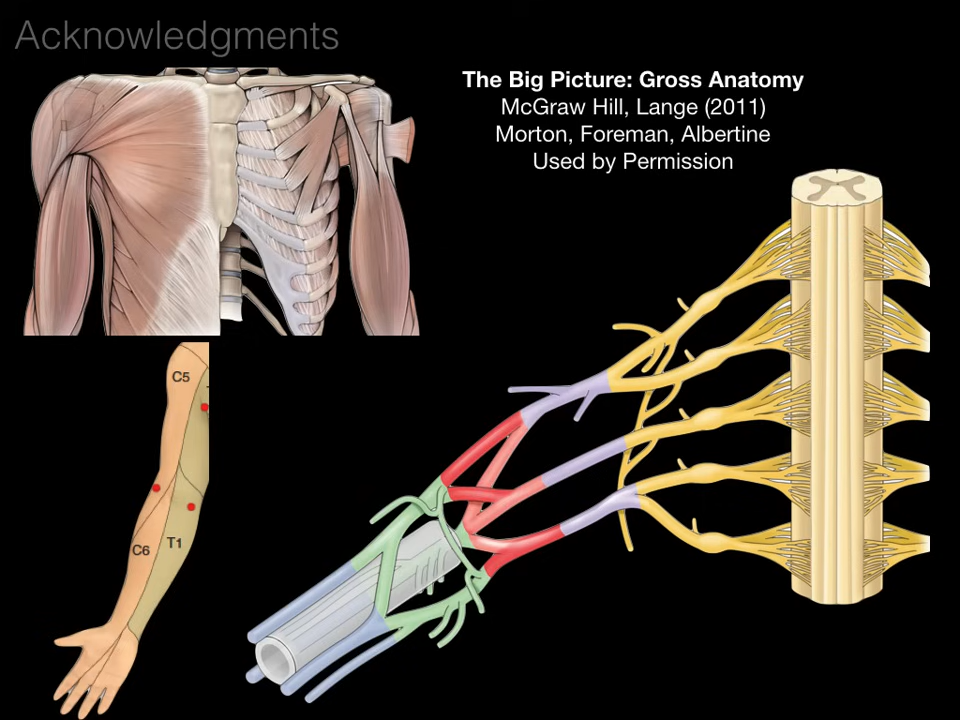 Acknowledgments
The Big Picture: Gross Anatomy
McGraw Hill, Lange (2011)
Morton, Foreman, Albertine
Used by Permission
C5
C6
T1